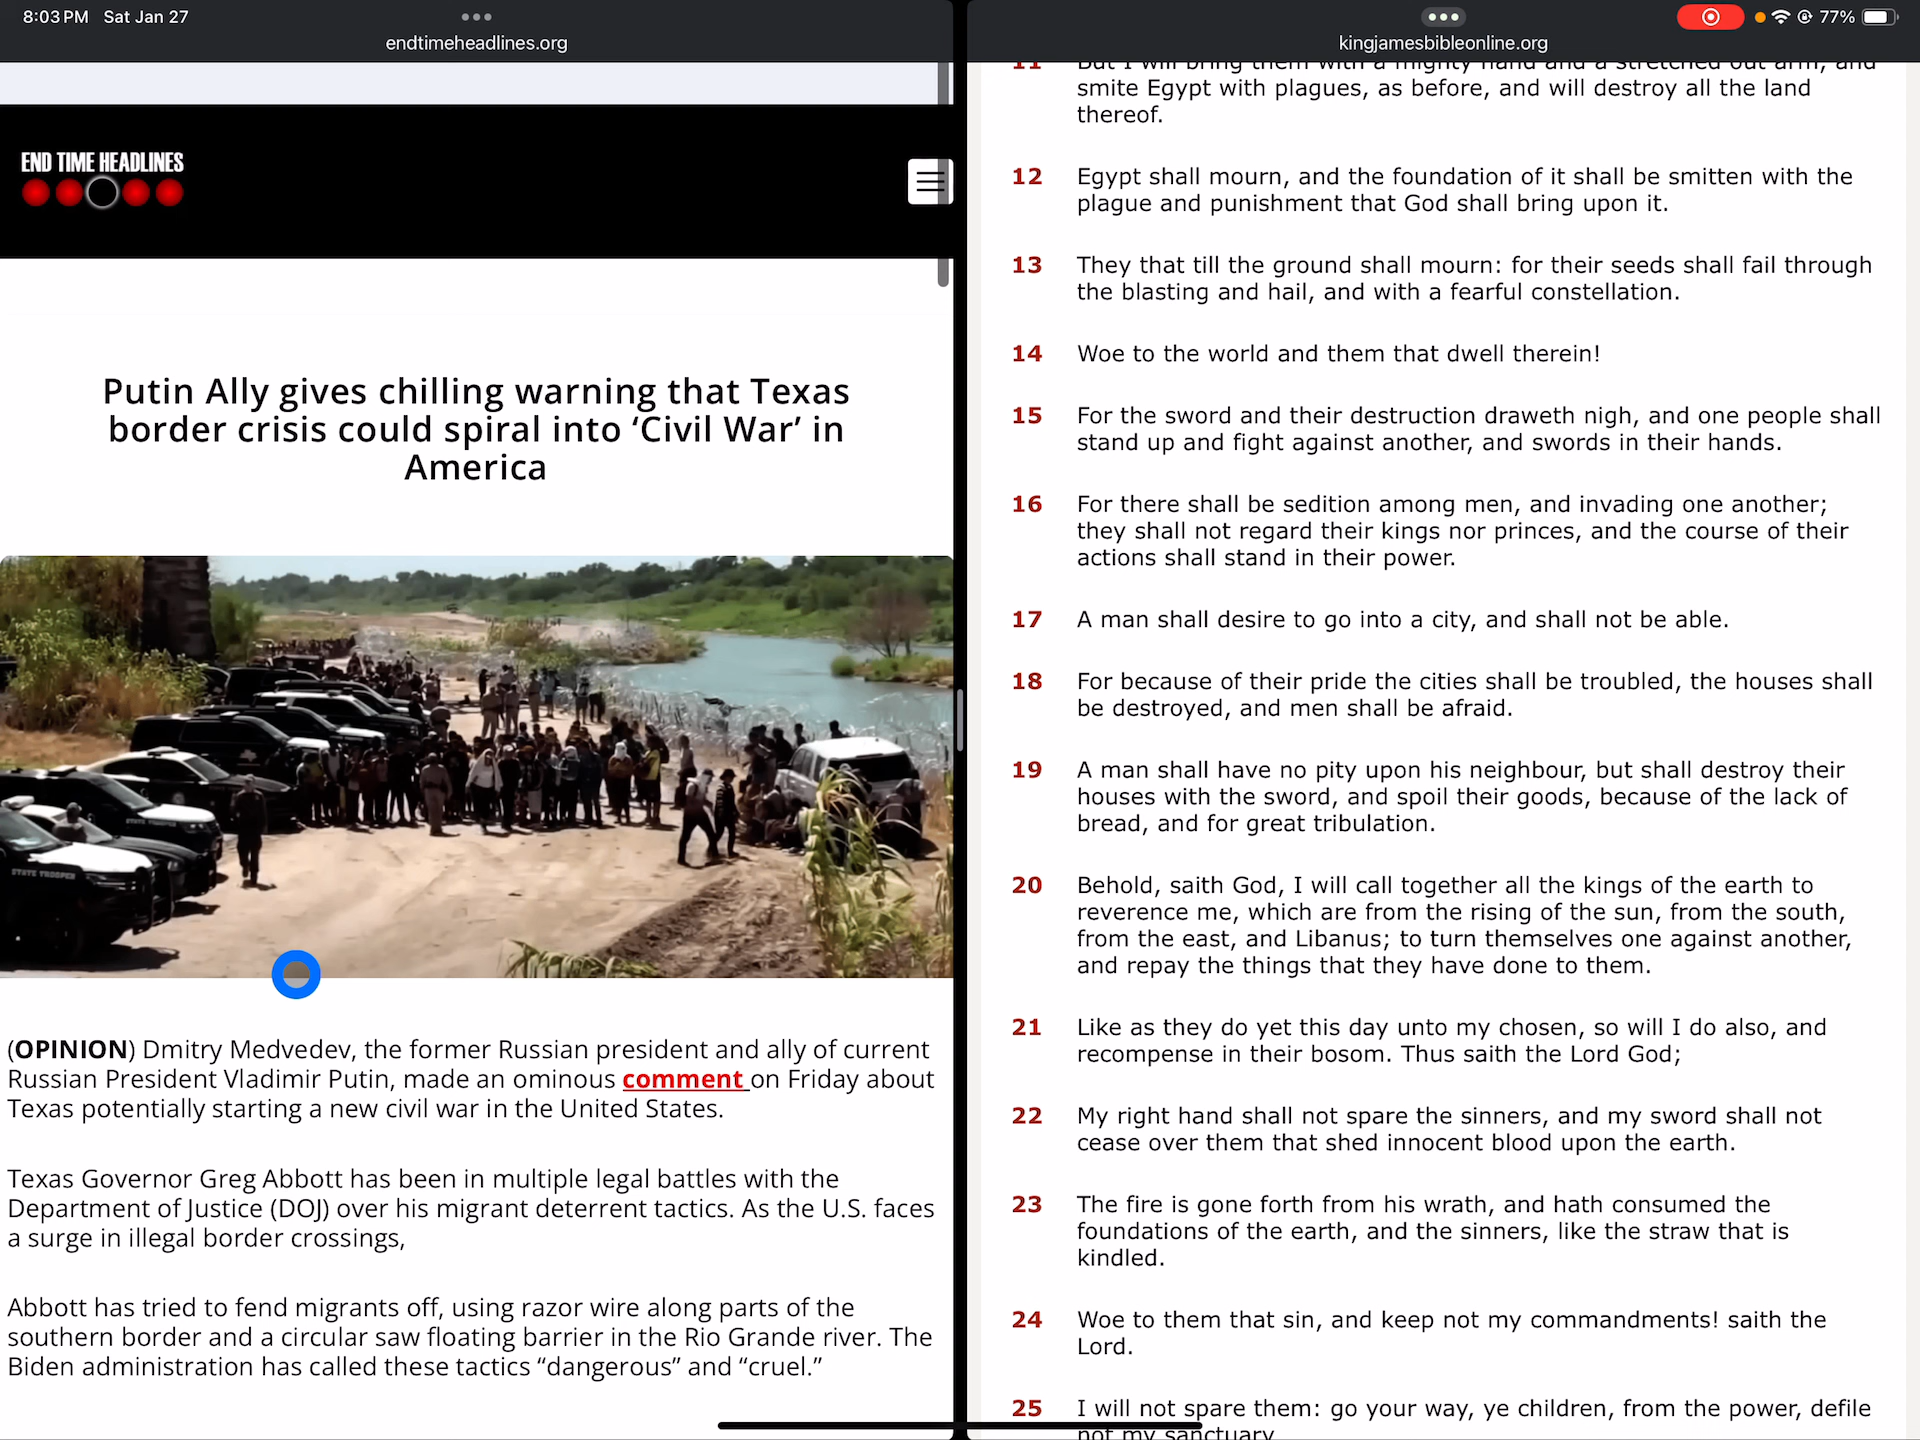 8:03 PM Sat Jan 27
endtimeheadlines.org
END TIME HEADLINES
Putin Ally gives chilling warning that Texas
border crisis could spiral into ‘Civil War’ in
America
STATE TROOPER
STATE TROOPER
(OPINION) Dmitry Medvedev, the former Russian president and ally of current
Russian President Vladimir Putin, made an ominous comment on Friday about
Texas potentially starting a new civil war in the United States.
Texas Governor Greg Abbott has been in multiple legal battles with the
Department of Justice (DOJ) over his migrant deterrent tactics. As the U.S. faces
a surge in illegal border crossings,
Abbott has tried to fend migrants off, using razor wire along parts of the
southern border and a circular saw floating barrier in the Rio Grande river. The
Biden administration has called these tactics “dangerous” and “cruel.”
77%
kingjamesbibleonline.org
11 But I will bring them with a mighty hand and a stretched out arm, and
smite Egypt with plagues, as before, and will destroy all the land
thereof.
12 Egypt shall mourn, and the foundation of it shall be smitten with the
plague and punishment that God shall bring upon it.
13 They that till the ground shall mourn: for their seeds shall fail through
the blasting and hail, and with a fearful constellation.
14 Woe to the world and them that dwell therein!
15 For the sword and their destruction draweth nigh, and one people shall
stand up and fight against another, and swords in their hands.
16 For there shall be sedition among men, and invading one another;
they shall not regard their kings nor princes, and the course of their
actions shall stand in their power.
17 A man shall desire to go into a city, and shall not be able.
18 For because of their pride the cities shall be troubled, the houses shall
be destroyed, and men shall be afraid.
19 A man shall have no pity upon his neighbour, but shall destroy their
houses with the sword, and spoil their goods, because of the lack of
bread, and for great tribulation.
20 Behold, saith God, I will call together all the kings of the earth to
reverence me, which are from the rising of the sun, from the south,
from the east, and Libanus; to turn themselves one against another,
and repay the things that they have done to them.
21 Like as they do yet this day unto my chosen, so will I do also, and
recompense in their bosom. Thus saith the Lord God;
22 My right hand shall not spare the sinners, and my sword shall not
cease over them that shed innocent blood upon the earth.
23 The fire is gone forth from his wrath, and hath consumed the
foundations of the earth, and the sinners, like the straw that is
kindled.
24 Woe to them that sin, and keep not my commandments! saith the
Lord.
25 I will not spare them: go your way, ye children, from the power, defile
not my sanctuary